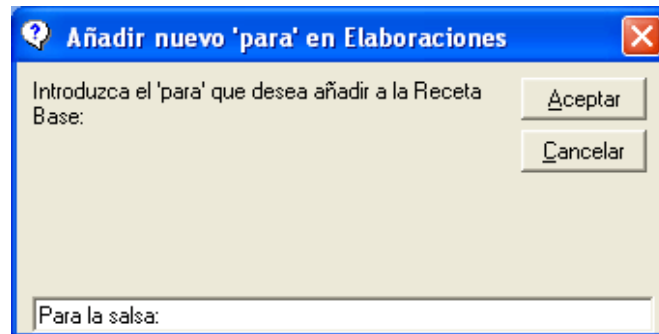 Añadir nuevo 'para' en Elaboraciones
Introduzca el 'para' que desea añadir a la Receta
Base:
Aceptar
Cancelar
Para la salsa: